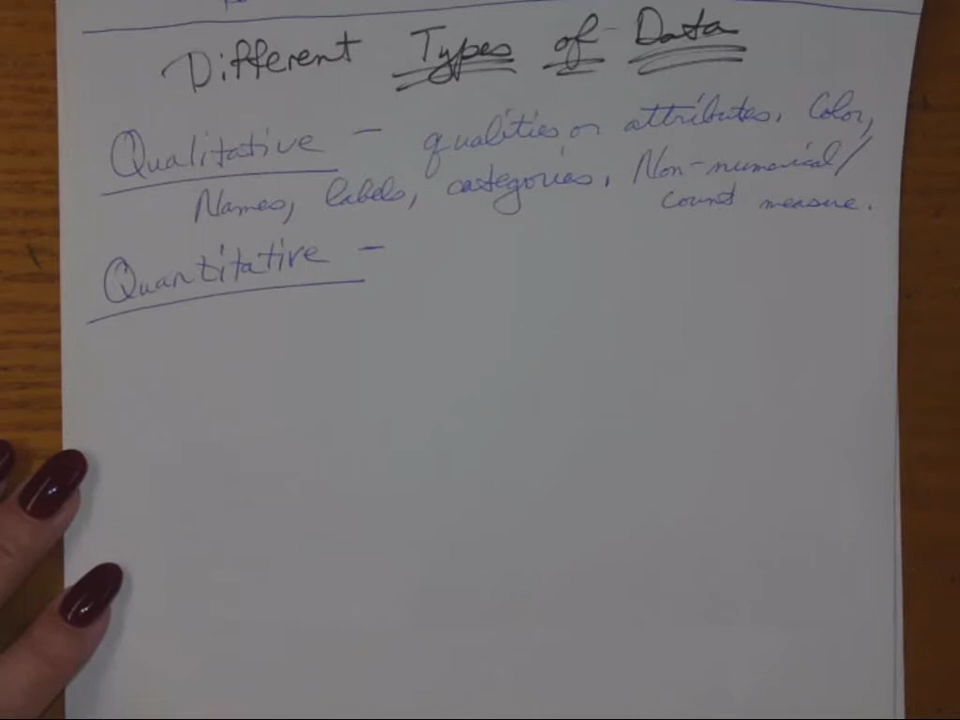 Different Types of Data
Qualitative - qualities or attributes. Color,
Names, labels, categories. Non-numerical/
count measure.
Quantitative -